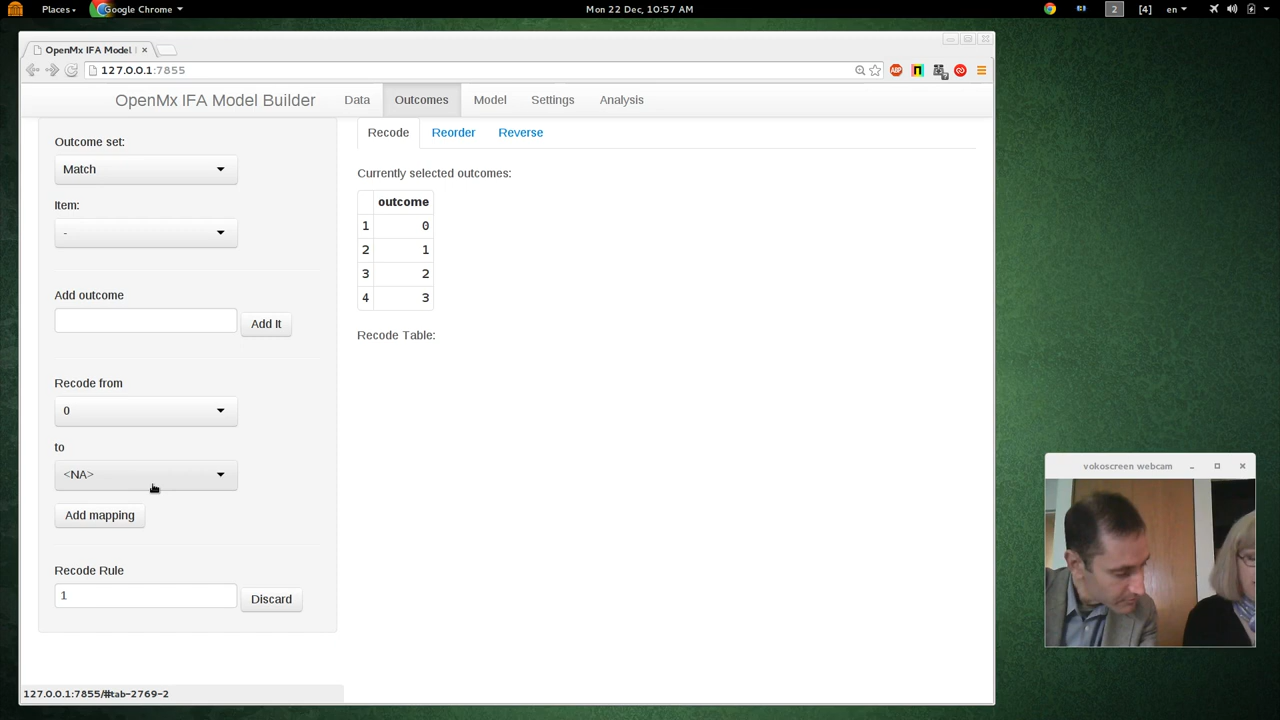 Places
Google Chrome
Mon 22 Dec, 10:57 AM
2
[4]
en
OpenMx IFA Model
127.0.0.1:7855
ABP
OpenMx IFA Model Builder
Data
Outcomes
Model
Settings
Analysis
Outcome set:
Match
Item:
-
Add outcome
Add It
Recode from
0
to
<NA>
Add mapping
Recode Rule
1
Discard
Recode
Reorder
Reverse
Currently selected outcomes:
outcome
1 0
2 1
3 2
4 3
Recode Table:
vokoscreen webcam
127.0.0.1:7855/#tab-2769-2